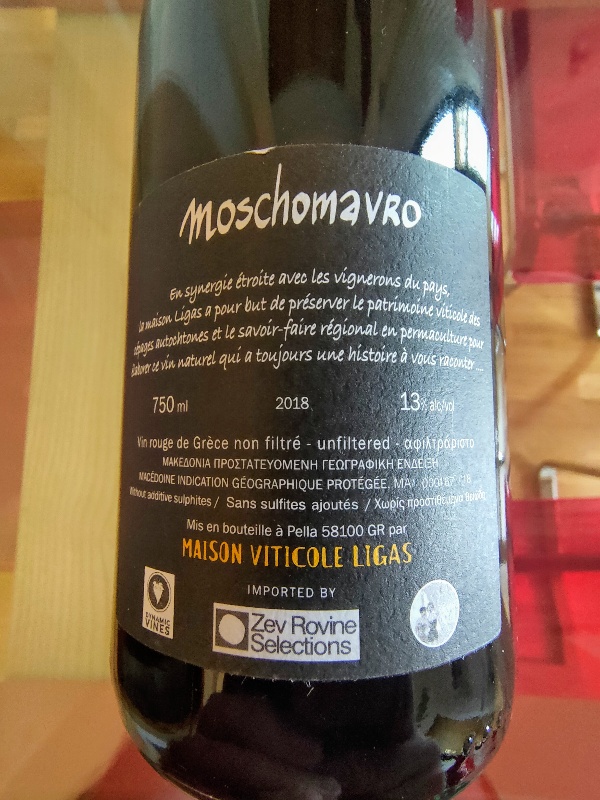 Moschomavro
En synergie étroite avec les vignerons du pays,
la maison Ligas a pour but de préserver le patrimoine viticole des
cépages autochtones et le savoir-faire régional en permaculture pour
élaborer ce vin naturel qui a toujours une histoire à vous raconter ...
750 ml 2018 13% alc/vol
Vin rouge de Grèce non filtré - unfiltered - αφιλτράριστο
ΜΑΚΕΔΟΝΙΑ ΠΡΟΣΤΑΤΕΥΟΜΕΝΗ ΓΕΩΓΡΑΦΙΚΗ ΕΝΔΕΙΞΗ
MACÉDOINE INDICATION GÉOGRAPHIQUE PROTÉGÉE,
Without additive sulphites / Sans sulfites ajoutés / Χωρίς προστιθέμενα θειώδη
Mis en bouteille à Pella 58100 GR par
MAISON VITICOLE LIGAS
IMPORTED BY
DYNAMIC
VINES
Zev Rovine
Selections